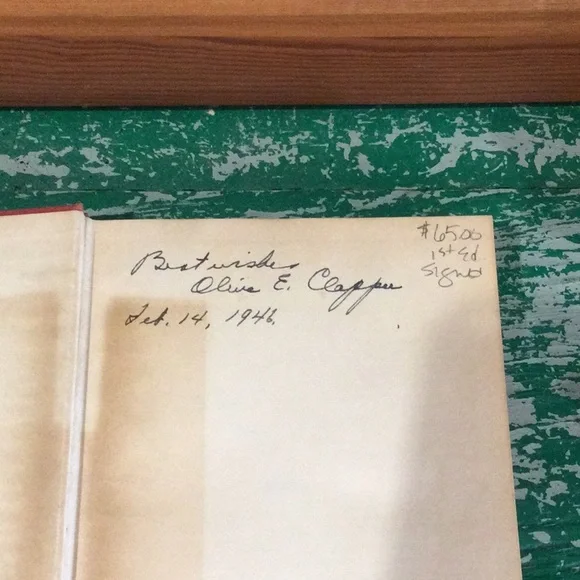 Best wishes
Olive E. Clapper
Feb. 14, 1946.
$65.00
1st Ed
Signed